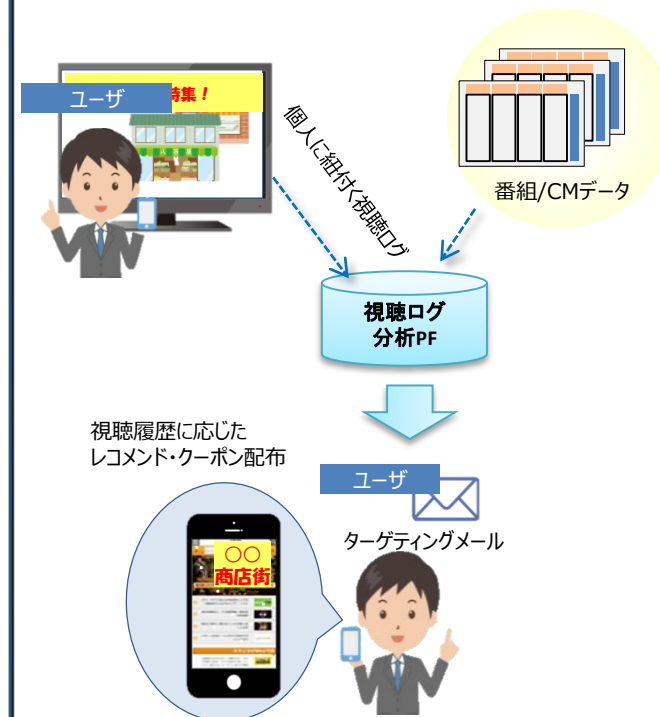 ユーザ
特集！
個人に紐付く視聴ログ
番組/CMデータ
視聴ログ
分析PF
視聴履歴に応じた
レコメンド・クーポン配布
ユーザ
ターゲティングメール
〇〇
商店街